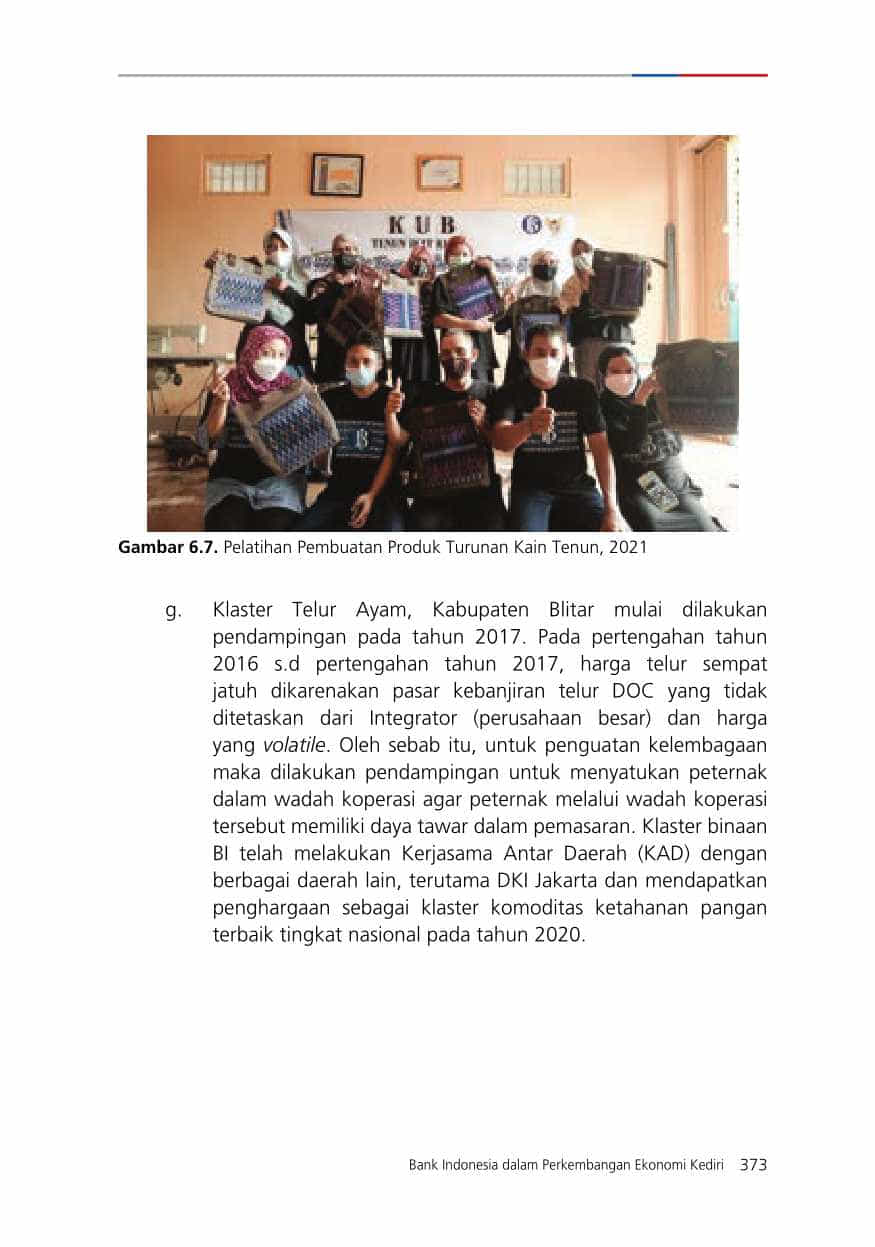 K U B
Gambar 6.7. Pelatihan Pembuatan Produk Turunan Kain Tenun, 2021
g. Klaster Telur Ayam, Kabupaten Blitar mulai dilakukan
pendampingan pada tahun 2017. Pada pertengahan tahun
2016 s.d pertengahan tahun 2017, harga telur sempat
jatuh dikarenakan pasar kebanjiran telur DOC yang tidak
ditetaskan dari Integrator (perusahaan besar) dan harga
yang volatile. Oleh sebab itu, untuk penguatan kelembagaan
maka dilakukan pendampingan untuk menyatukan peternak
dalam wadah koperasi agar peternak melalui wadah koperasi
tersebut memiliki daya tawar dalam pemasaran. Klaster binaan
BI telah melakukan Kerjasama Antar Daerah (KAD) dengan
berbagai daerah lain, terutama DKI Jakarta dan mendapatkan
penghargaan sebagai klaster komoditas ketahanan pangan
terbaik tingkat nasional pada tahun 2020.
Bank Indonesia dalam Perkembangan Ekonomi Kediri 373